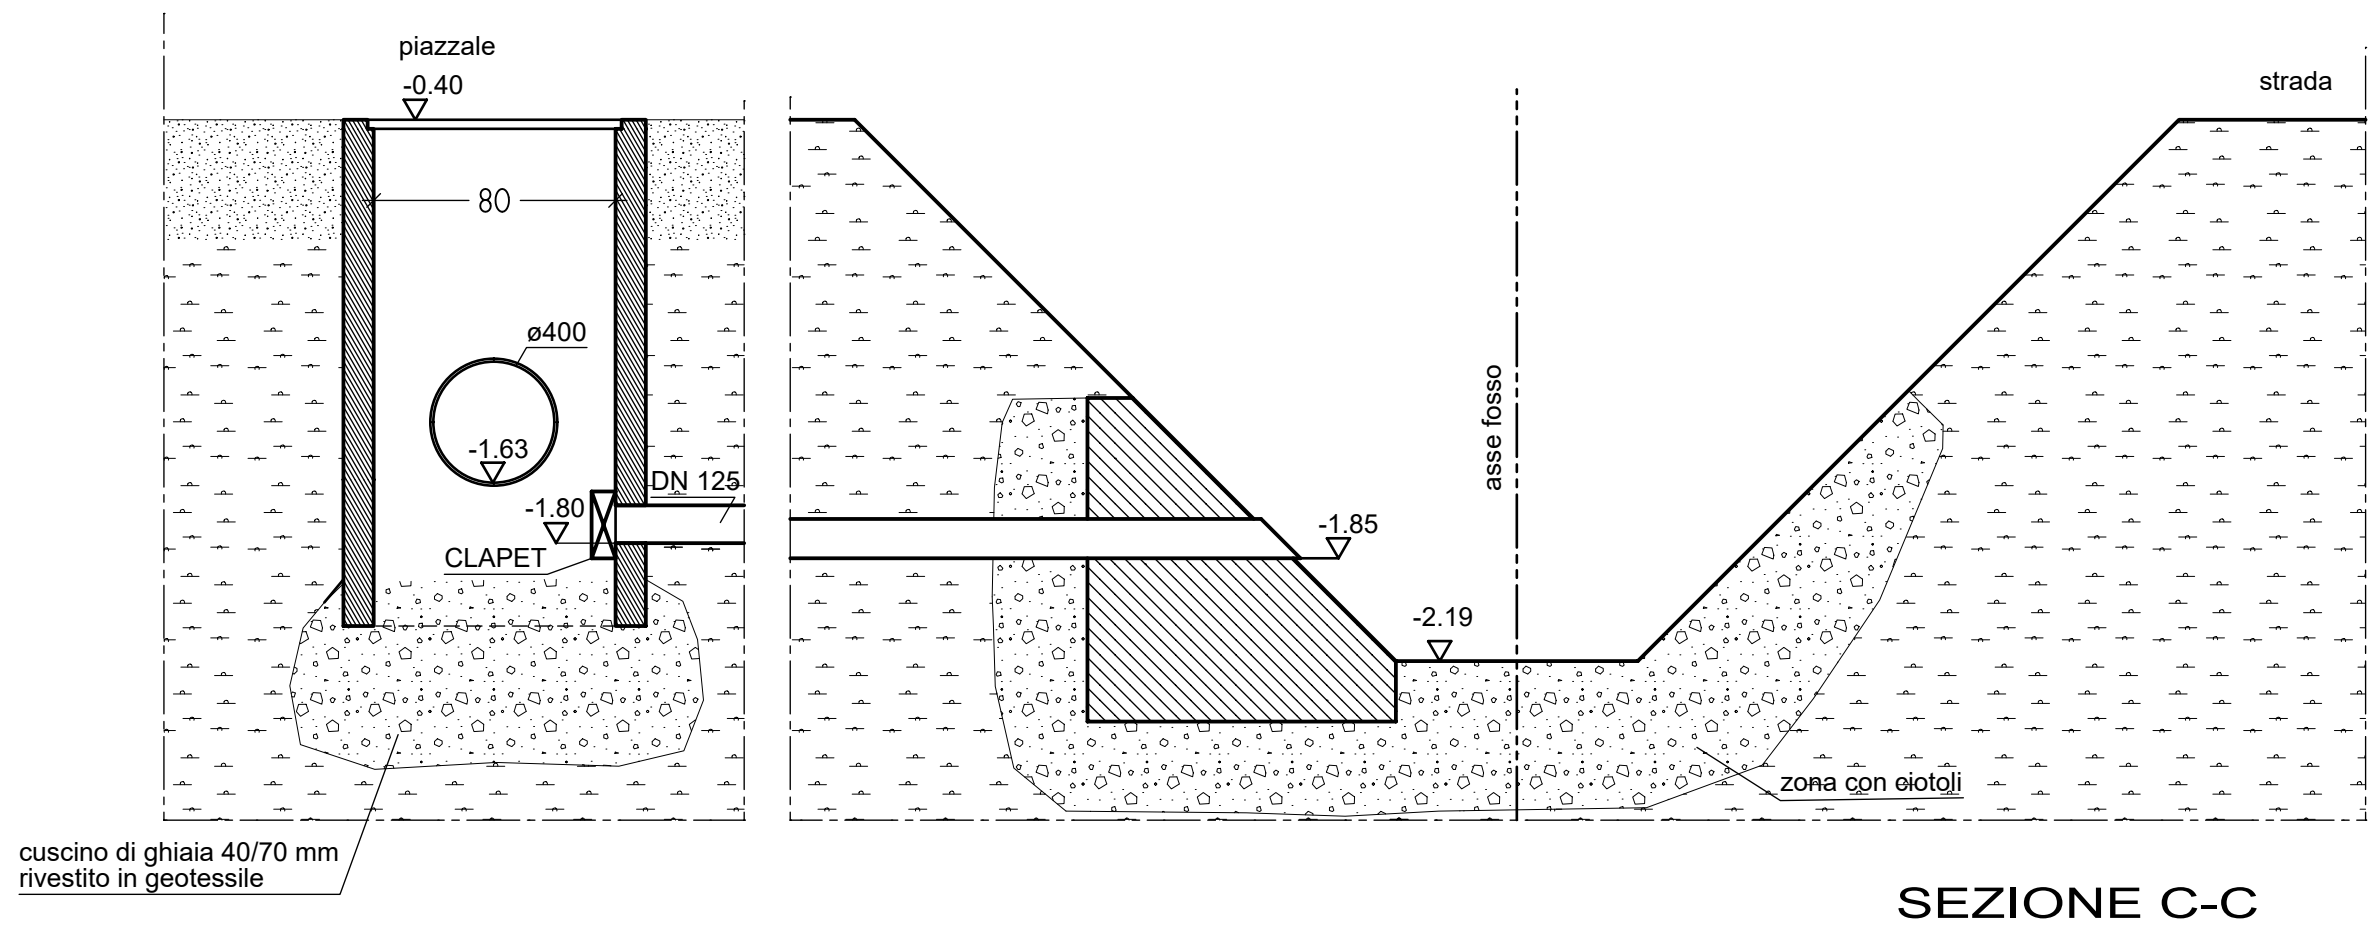 piazzale
-0.40
strada
80
ø400
-1.63
DN 125
-1.80
CLAPET
asse fosso
-1.85
-2.19
zona con ciotoli
cuscino di ghiaia 40/70 mm
rivestito in geotessile
SEZIONE C-C